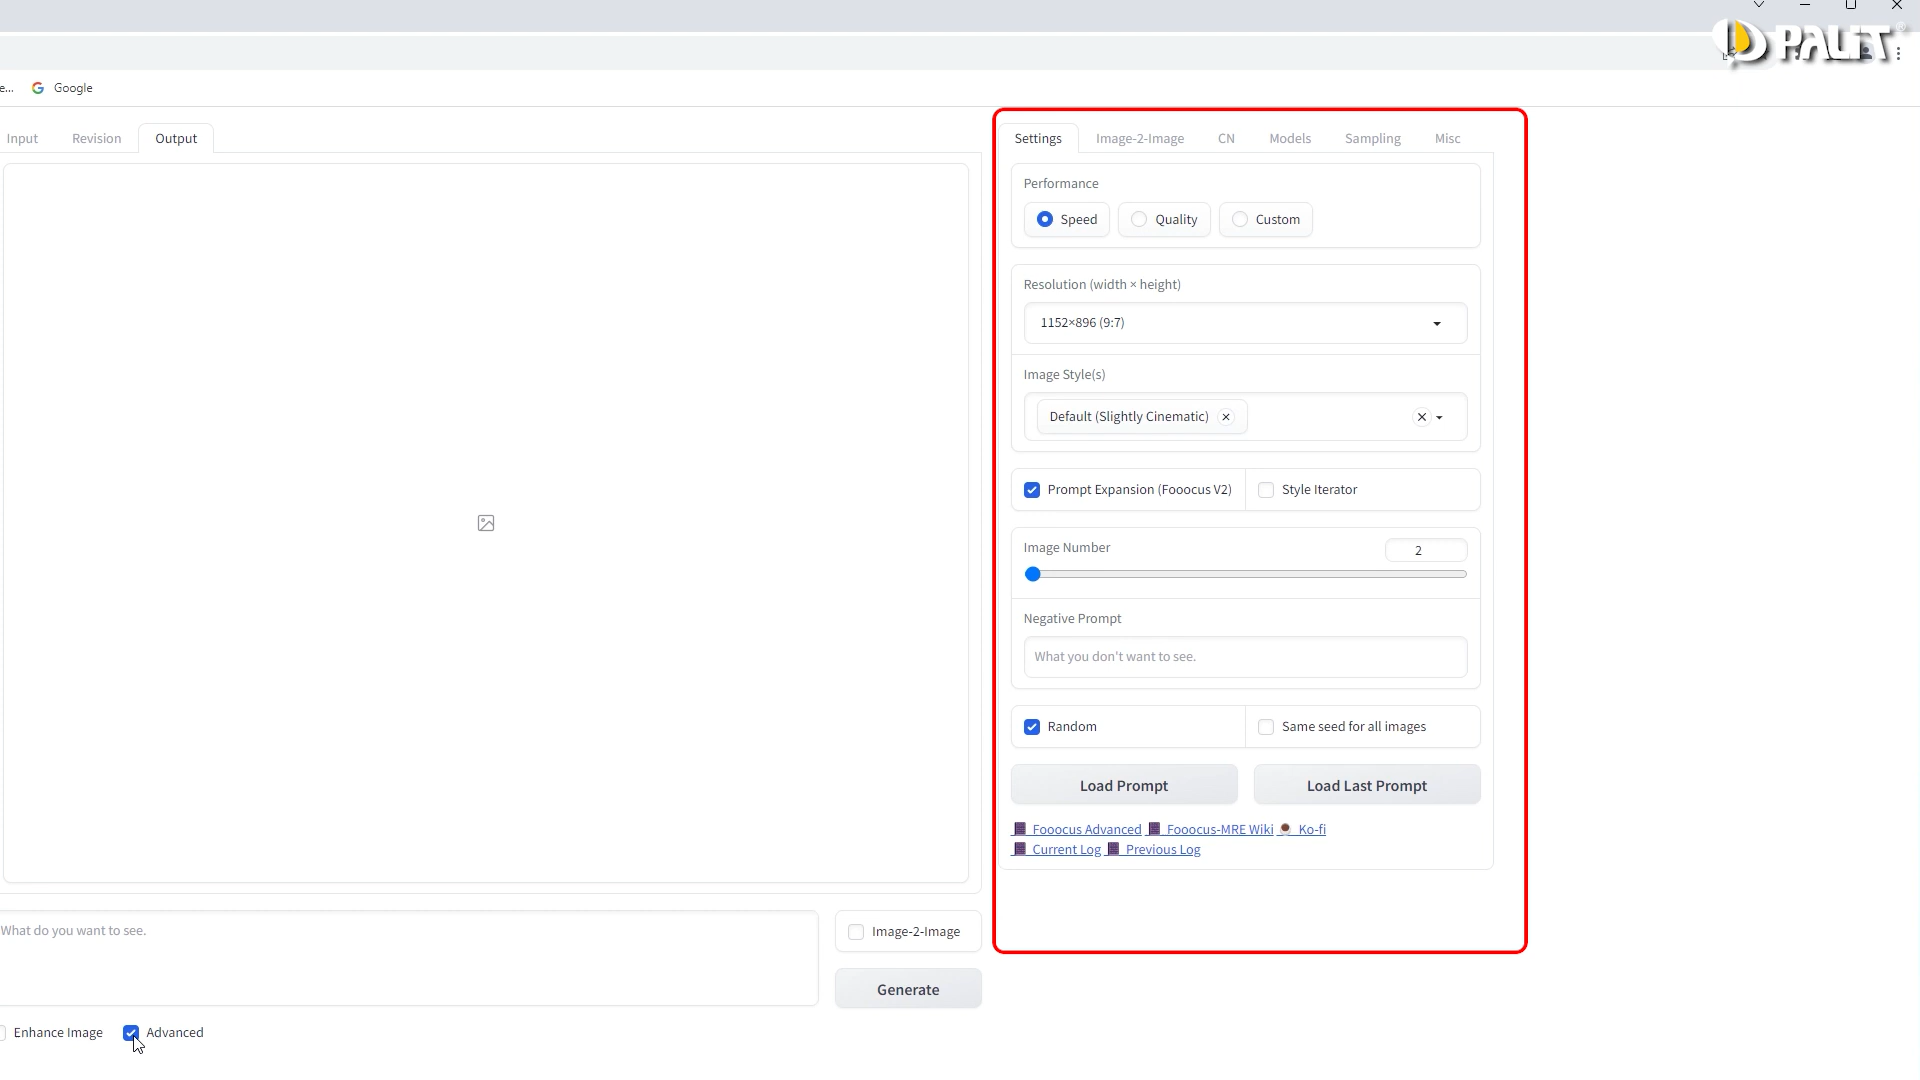 PALIT®
e... Google
Input Revision Output
Settings Image-2-Image CN Models Sampling Misc
Performance
Speed Quality Custom
Resolution (width × height)
1152×896 (9:7)
Image Style(s)
Default (Slightly Cinematic)
Prompt Expansion (Fooocus V2) Style Iterator
Image Number 2
Negative Prompt
What you don't want to see.
Random Same seed for all images
Load Prompt Load Last Prompt
Fooocus Advanced Fooocus-MRE Wiki Ko-fi
Current Log Previous Log
What do you want to see.
Image-2-Image
Generate
Enhance Image Advanced